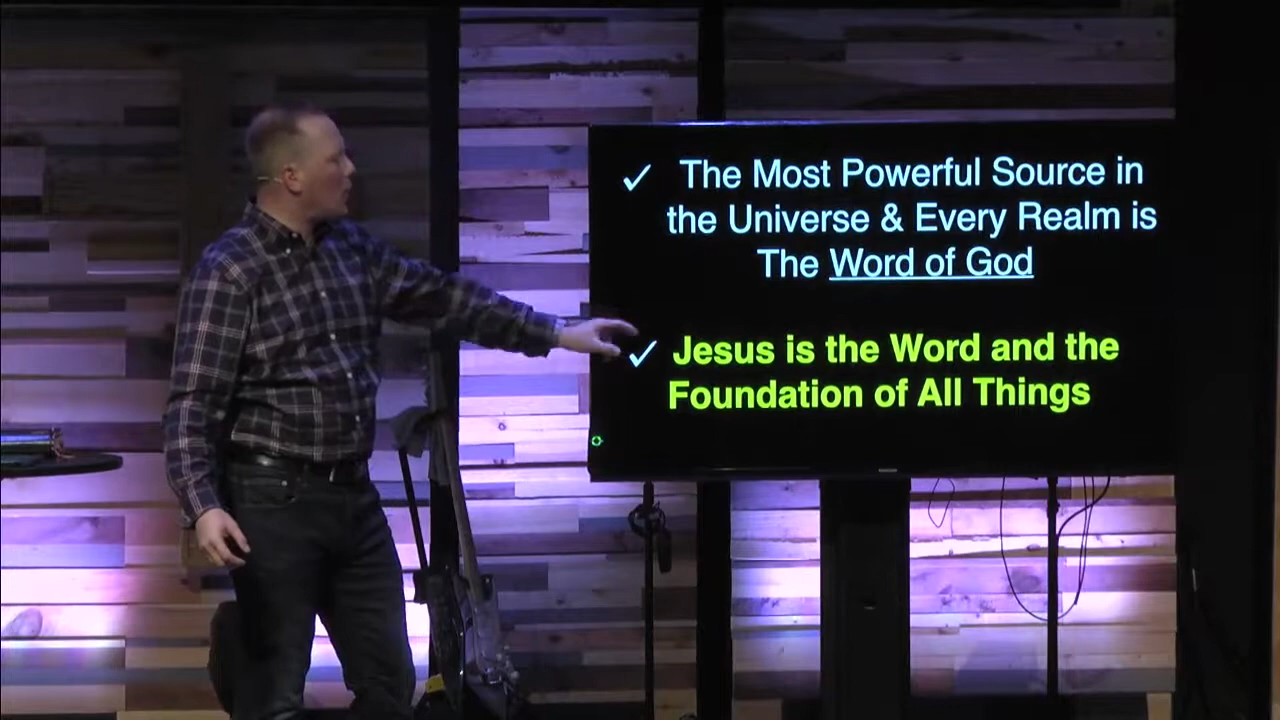 ✓ The Most Powerful Source in
the Universe & Every Realm is
The Word of God
✓ Jesus is the Word and the
Foundation of All Things